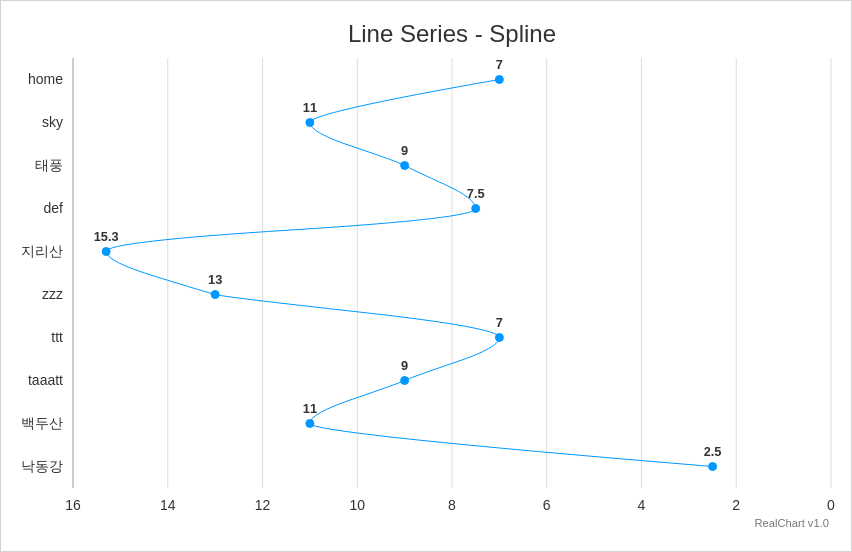 Line Series - Spline
home
7
sky
11
태풍
9
def
7.5
지리산
15.3
zzz
13
ttt
7
taaatt
9
백두산
11
낙동강
2.5
16 14 12 10 8 6 4 2 0
RealChart v1.0